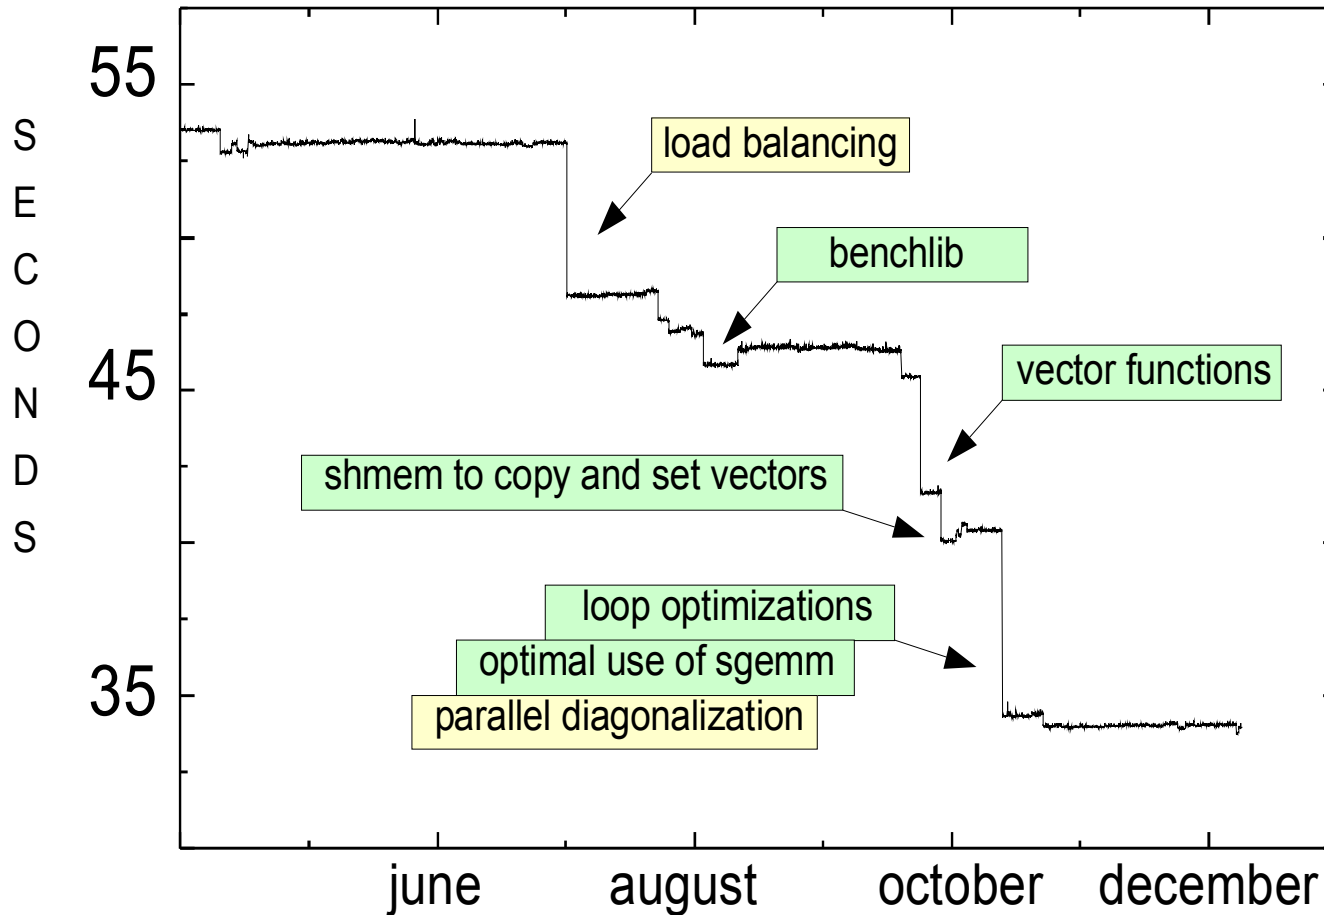 55
SECONDS
load balancing
benchlib
45
vector functions
shmem to copy and set vectors
loop optimizations
optimal use of sgemm
35
parallel diagonalization
june
august
october
december